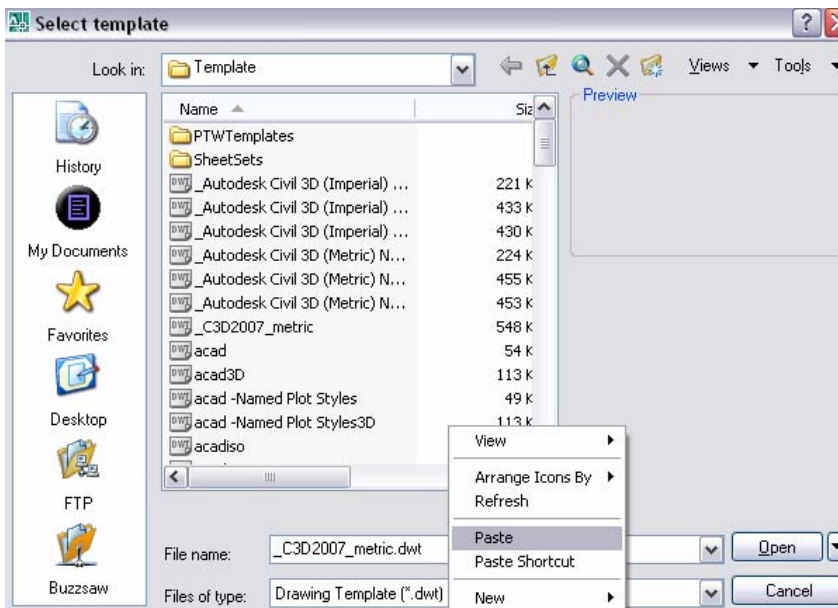 Select template
Look in: Template
Views Tools
Name Siz
Preview
PTWTemplates
SheetSets
_Autodesk Civil 3D (Imperial) ... 221 K
_Autodesk Civil 3D (Imperial) ... 433 K
_Autodesk Civil 3D (Imperial) ... 430 K
_Autodesk Civil 3D (Metric) N... 224 K
_Autodesk Civil 3D (Metric) N... 455 K
_Autodesk Civil 3D (Metric) N... 453 K
_C3D2007_metric 548 K
acad 54 K
acad3D 113 K
acad -Named Plot Styles 49 K
acad -Named Plot Styles3D 113 K
acadiso
History
My Documents
Favorites
Desktop
FTP
Buzzsaw
View
Arrange Icons By
Refresh
Paste
Paste Shortcut
New
File name: _C3D2007_metric.dwt
Open
Files of type: Drawing Template (*.dwt)
Cancel